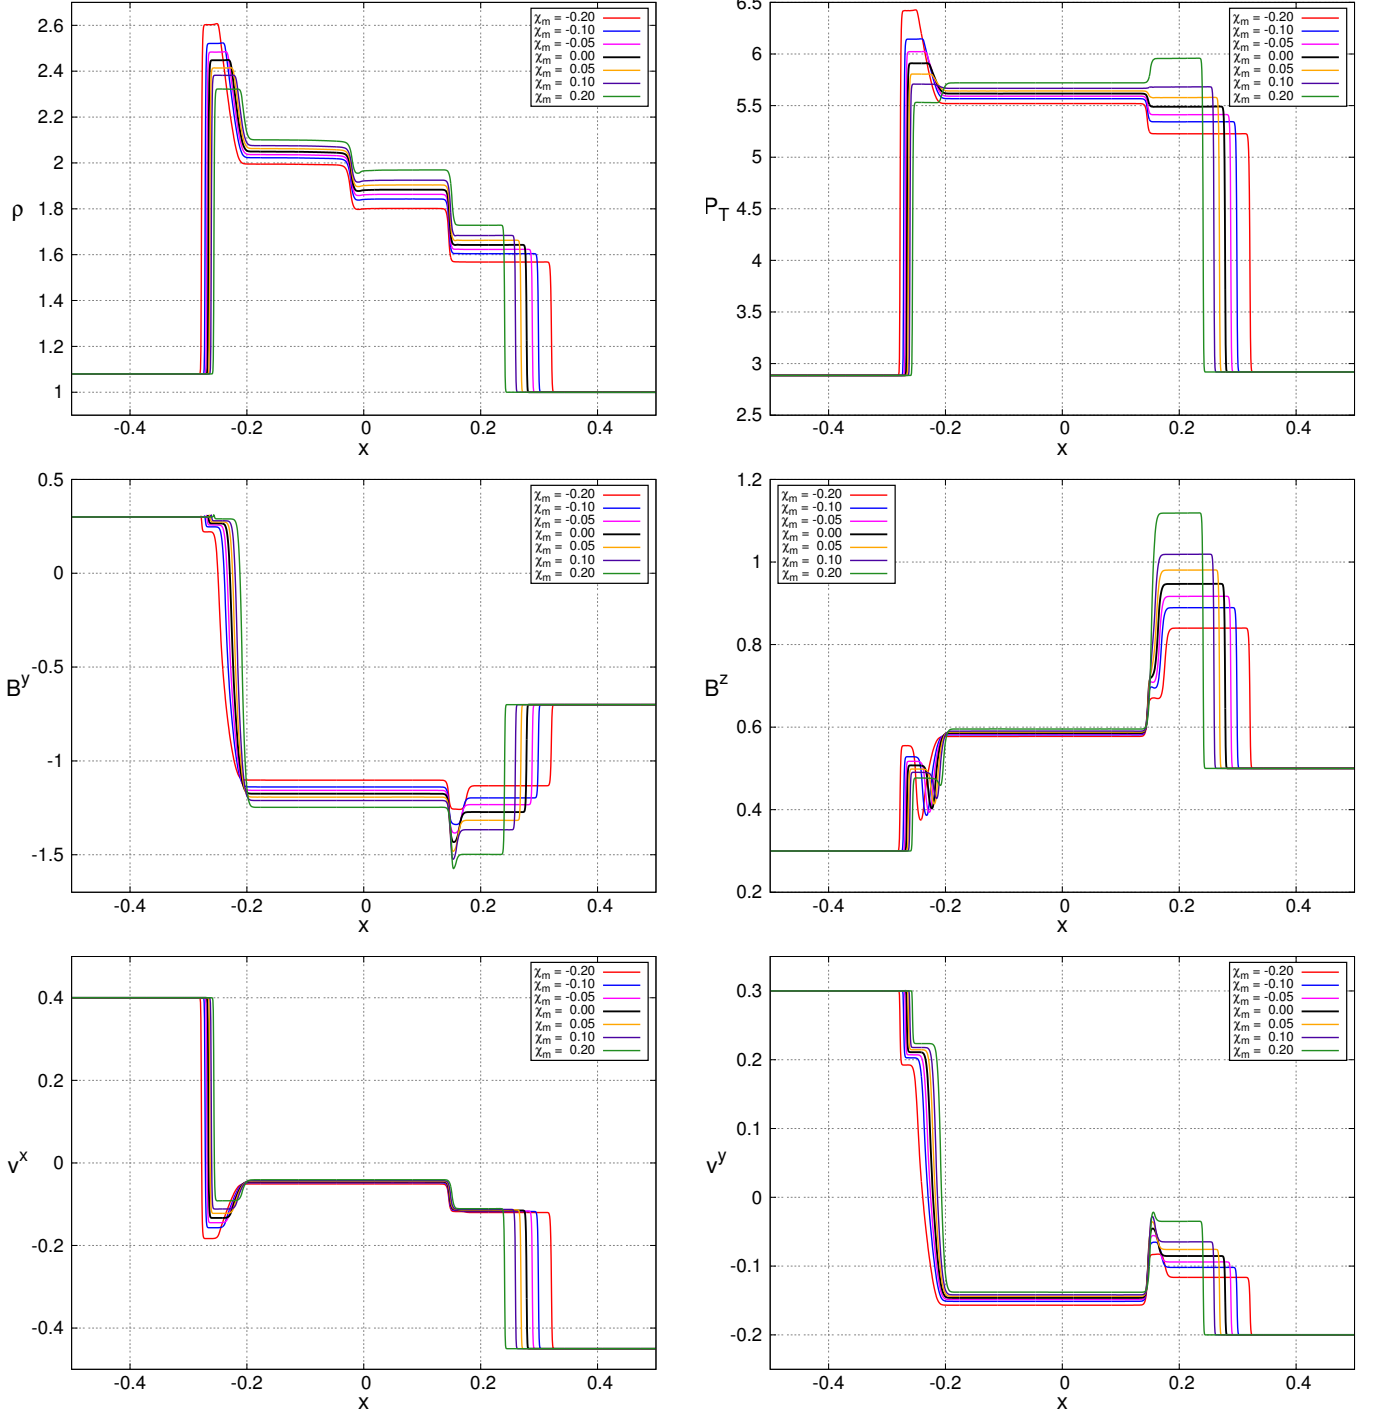 2.6
2.4
2.2
2
1.8
1.6
1.4
1.2
1
ρ
-0.4
-0.2
0
0.2
0.4
x
χm = -0.20
χm = -0.10
χm = -0.05
χm = 0.00
χm = 0.05
χm = 0.10
χm = 0.20
6.5
6
5.5
5
4.5
4
3.5
3
2.5
PT
-0.4
-0.2
0
0.2
0.4
x
χm = -0.20
χm = -0.10
χm = -0.05
χm = 0.00
χm = 0.05
χm = 0.10
χm = 0.20
0.5
0
-0.5
-1
-1.5
By
-0.4
-0.2
0
0.2
0.4
x
χm = -0.20
χm = -0.10
χm = -0.05
χm = 0.00
χm = 0.05
χm = 0.10
χm = 0.20
1.2
1
0.8
0.6
0.4
0.2
Bz
-0.4
-0.2
0
0.2
0.4
x
χm = -0.20
χm = -0.10
χm = -0.05
χm = 0.00
χm = 0.05
χm = 0.10
χm = 0.20
0.4
0.2
0
-0.2
-0.4
vx
-0.4
-0.2
0
0.2
0.4
x
χm = -0.20
χm = -0.10
χm = -0.05
χm = 0.00
χm = 0.05
χm = 0.10
χm = 0.20
0.3
0.2
0.1
0
-0.1
-0.2
vy
-0.4
-0.2
0
0.2
0.4
x
χm = -0.20
χm = -0.10
χm = -0.05
χm = 0.00
χm = 0.05
χm = 0.10
χm = 0.20